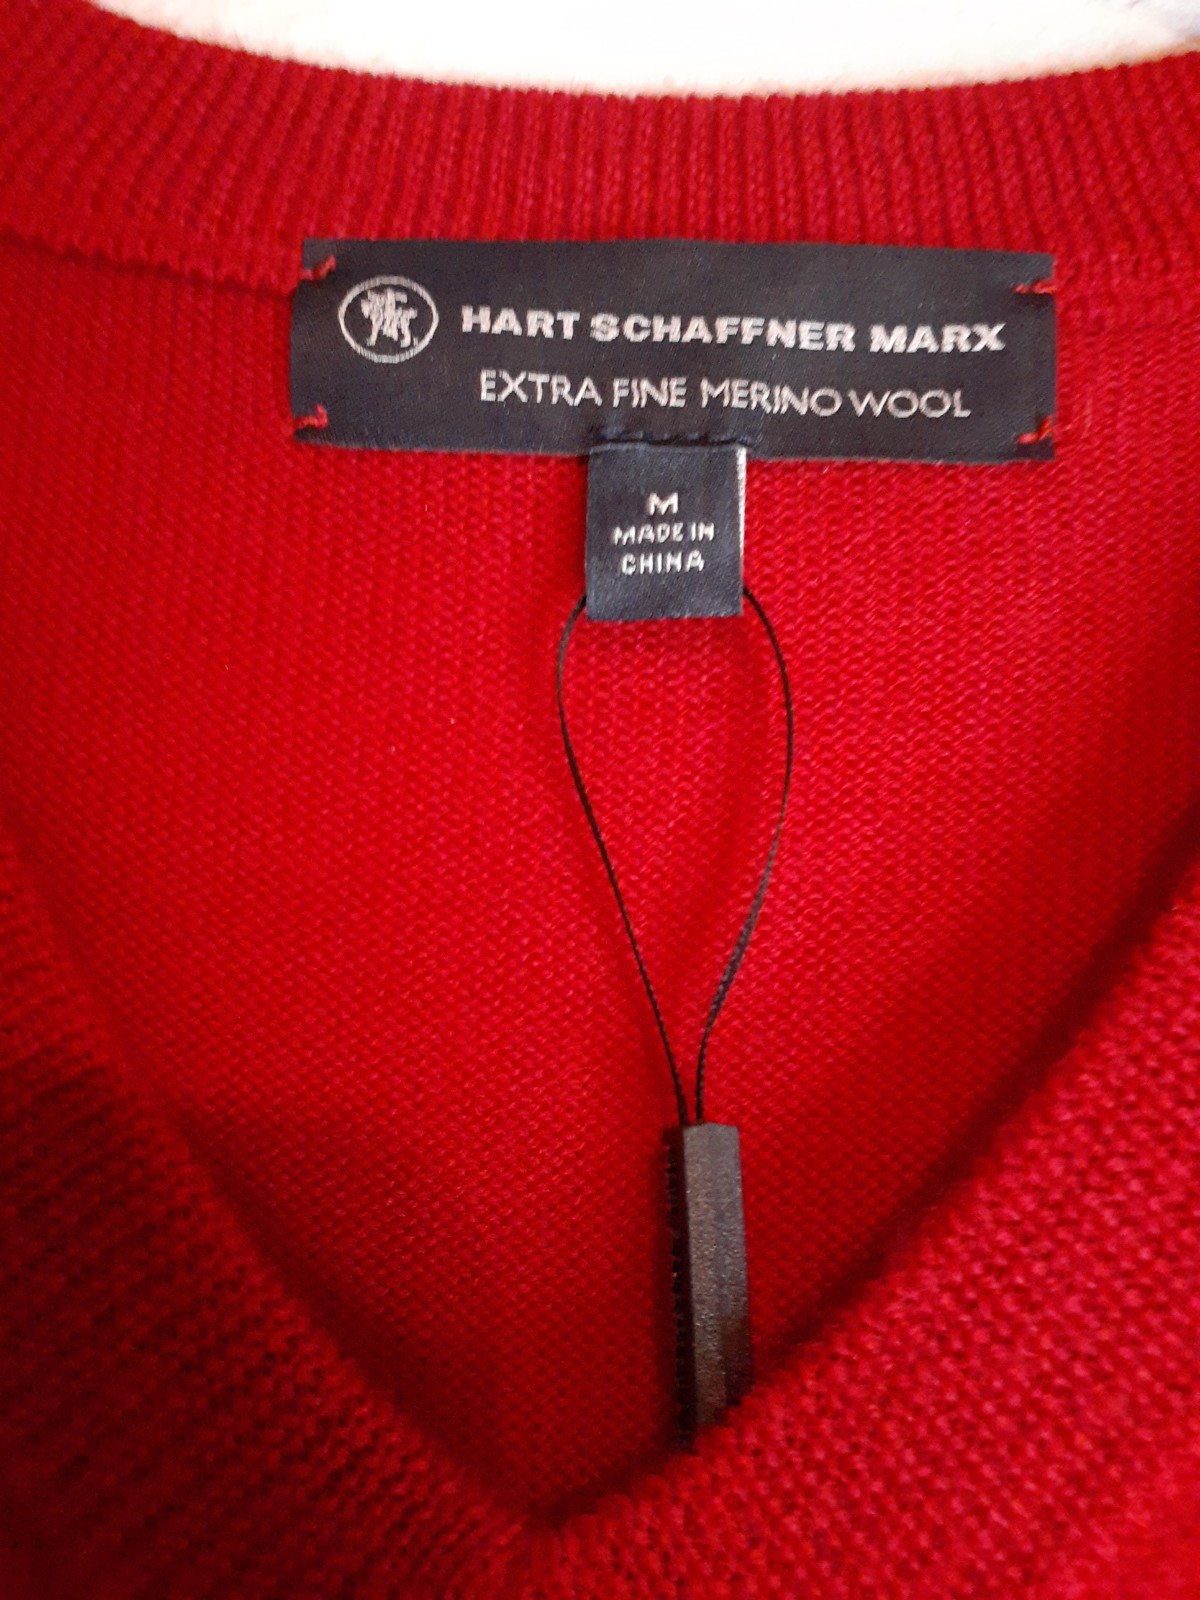 HART SCHAFFNER MARX
EXTRA FINE MERINO WOOL
M
MADE IN
CHINA